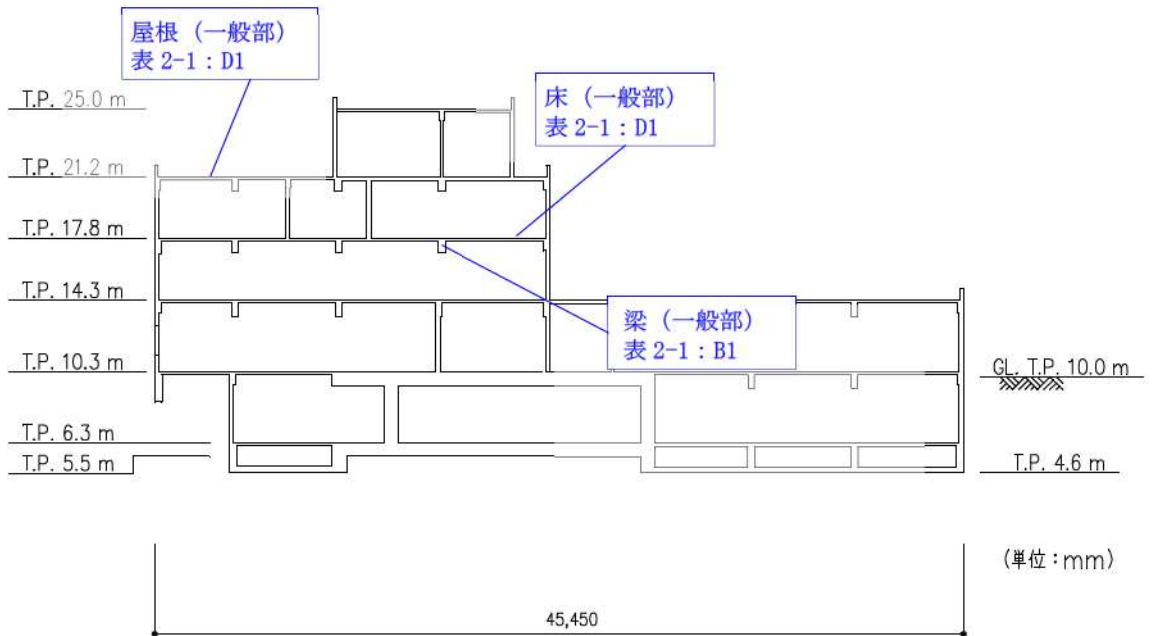 屋根（一般部）
表 2-1：D1
T.P. 25.0 m
床（一般部）
表 2-1：D1
T.P. 21.2 m
T.P. 17.8 m
T.P. 14.3 m
梁（一般部）
表 2-1：B1
T.P. 10.3 m
GL. T.P. 10.0 m
T.P. 6.3 m
T.P. 5.5 m
T.P. 4.6 m
（単位：mm）
45,450